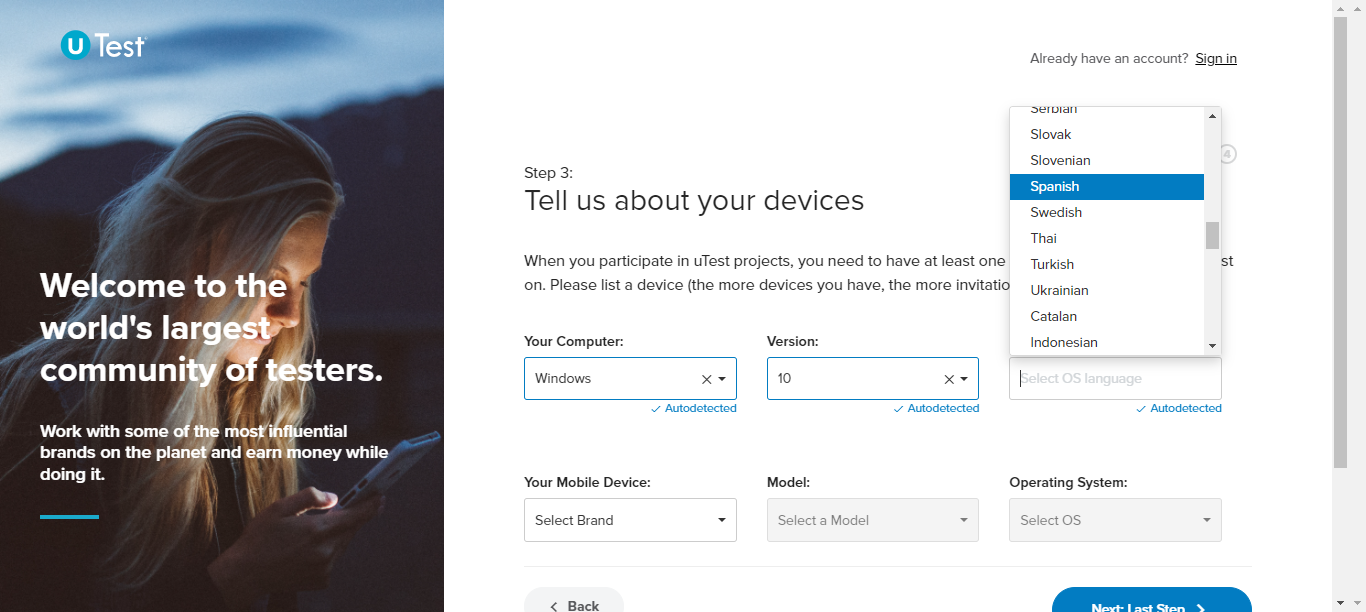 uTest
Already have an account? Sign in
Serbian
Slovak
Slovenian
Spanish
Swedish
Thai
Turkish
Ukrainian
Catalan
Indonesian
4
Step 3:
Tell us about your devices
When you participate in uTest projects, you need to have at least one st
on. Please list a device (the more devices you have, the more invitatio
Welcome to the
world's largest
community of testers.
Work with some of the most influential
brands on the planet and earn money while
doing it.
Your Computer: Version:
Windows 10 Select OS language
Autodetected Autodetected Autodetected
Your Mobile Device: Model: Operating System:
Select Brand Select a Model Select OS
Back Next: Last Step